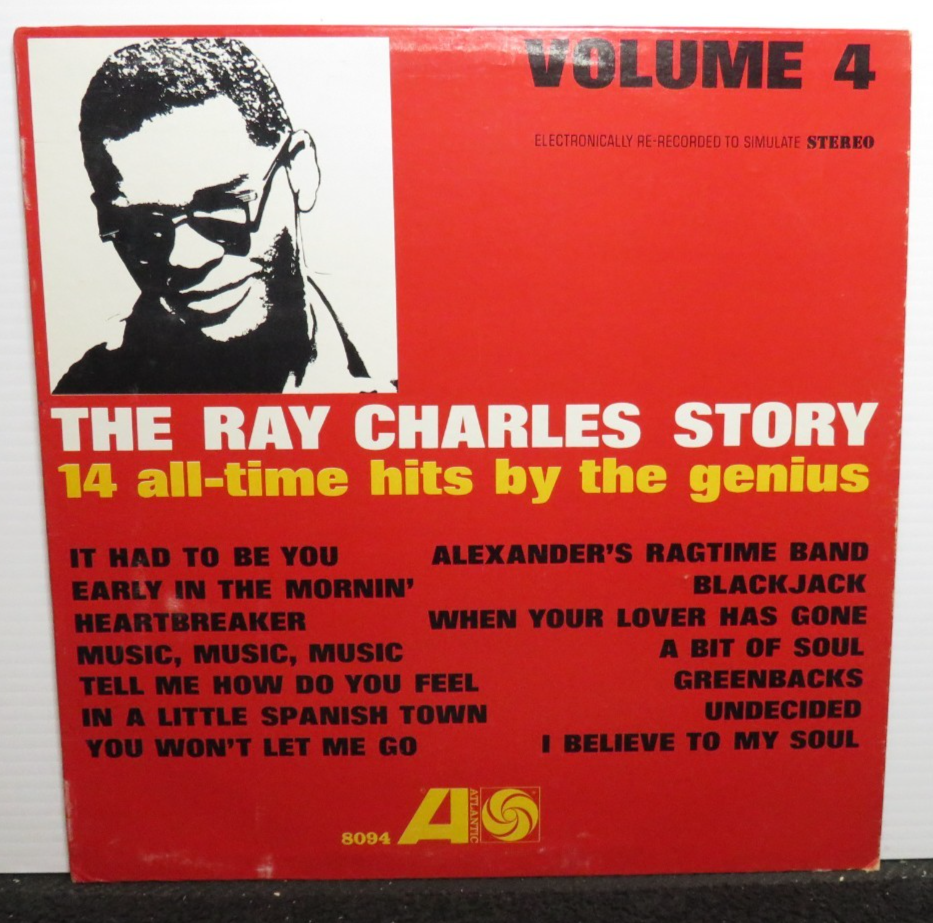 VOLUME 4
ELECTRONICALLY RE-RECORDED TO SIMULATE STEREO
THE RAY CHARLES STORY
14 all-time hits by the genius
IT HAD TO BE YOU
EARLY IN THE MORNIN'
HEARTBREAKER
MUSIC, MUSIC, MUSIC
TELL ME HOW DO YOU FEEL
IN A LITTLE SPANISH TOWN
YOU WON'T LET ME GO
ALEXANDER'S RAGTIME BAND
BLACKJACK
WHEN YOUR LOVER HAS GONE
A BIT OF SOUL
GREENBACKS
UNDECIDED
I BELIEVE TO MY SOUL
8094 A ATLANTIC